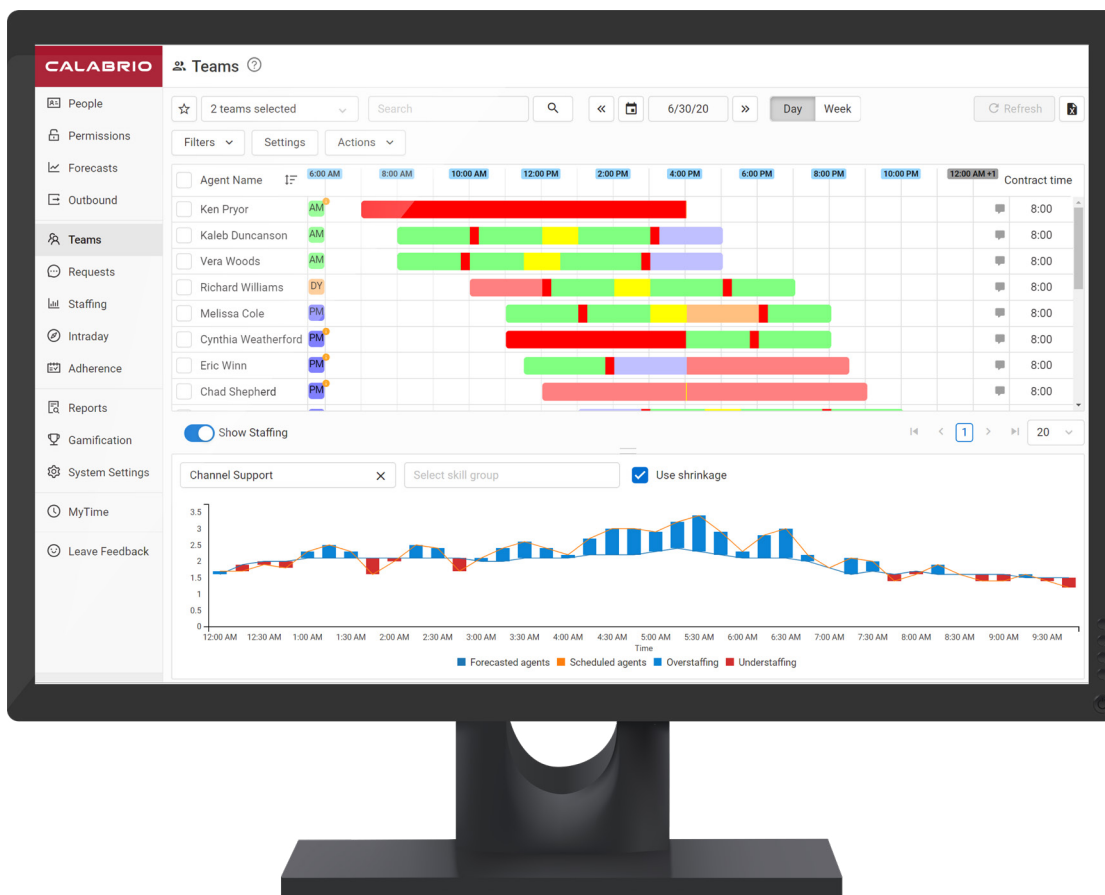 CALABRIO
Teams
People
Permissions
Forecasts
Outbound
Teams
Requests
Staffing
Intraday
Adherence
Reports
Gamification
System Settings
MyTime
Leave Feedback
2 teams selected
Search
6/30/20
Day Week
Refresh
Filters Settings Actions
Agent Name 6:00 AM 8:00 AM 10:00 AM 12:00 PM 2:00 PM 4:00 PM 6:00 PM 8:00 PM 10:00 PM 12:00 AM +1 Contract time
Ken Pryor AM 8:00
Kaleb Duncanson AM 8:00
Vera Woods AM 8:00
Richard Williams DY 8:00
Melissa Cole PM 8:00
Cynthia Weatherford PM 8:00
Eric Winn PM 8:00
Chad Shepherd PM 8:00
Show Staffing 1 20
Channel Support Select skill group Use shrinkage
3.5
3
2.5
2
1.5
1
0.5
0
12:00 AM 12:30 AM 1:00 AM 1:30 AM 2:00 AM 2:30 AM 3:00 AM 3:30 AM 4:00 AM 4:30 AM 5:00 AM 5:30 AM 6:00 AM 6:30 AM 7:00 AM 7:30 AM 8:00 AM 8:30 AM 9:00 AM 9:30 AM
Time
Forecasted agents Scheduled agents Overstaffing Understaffing